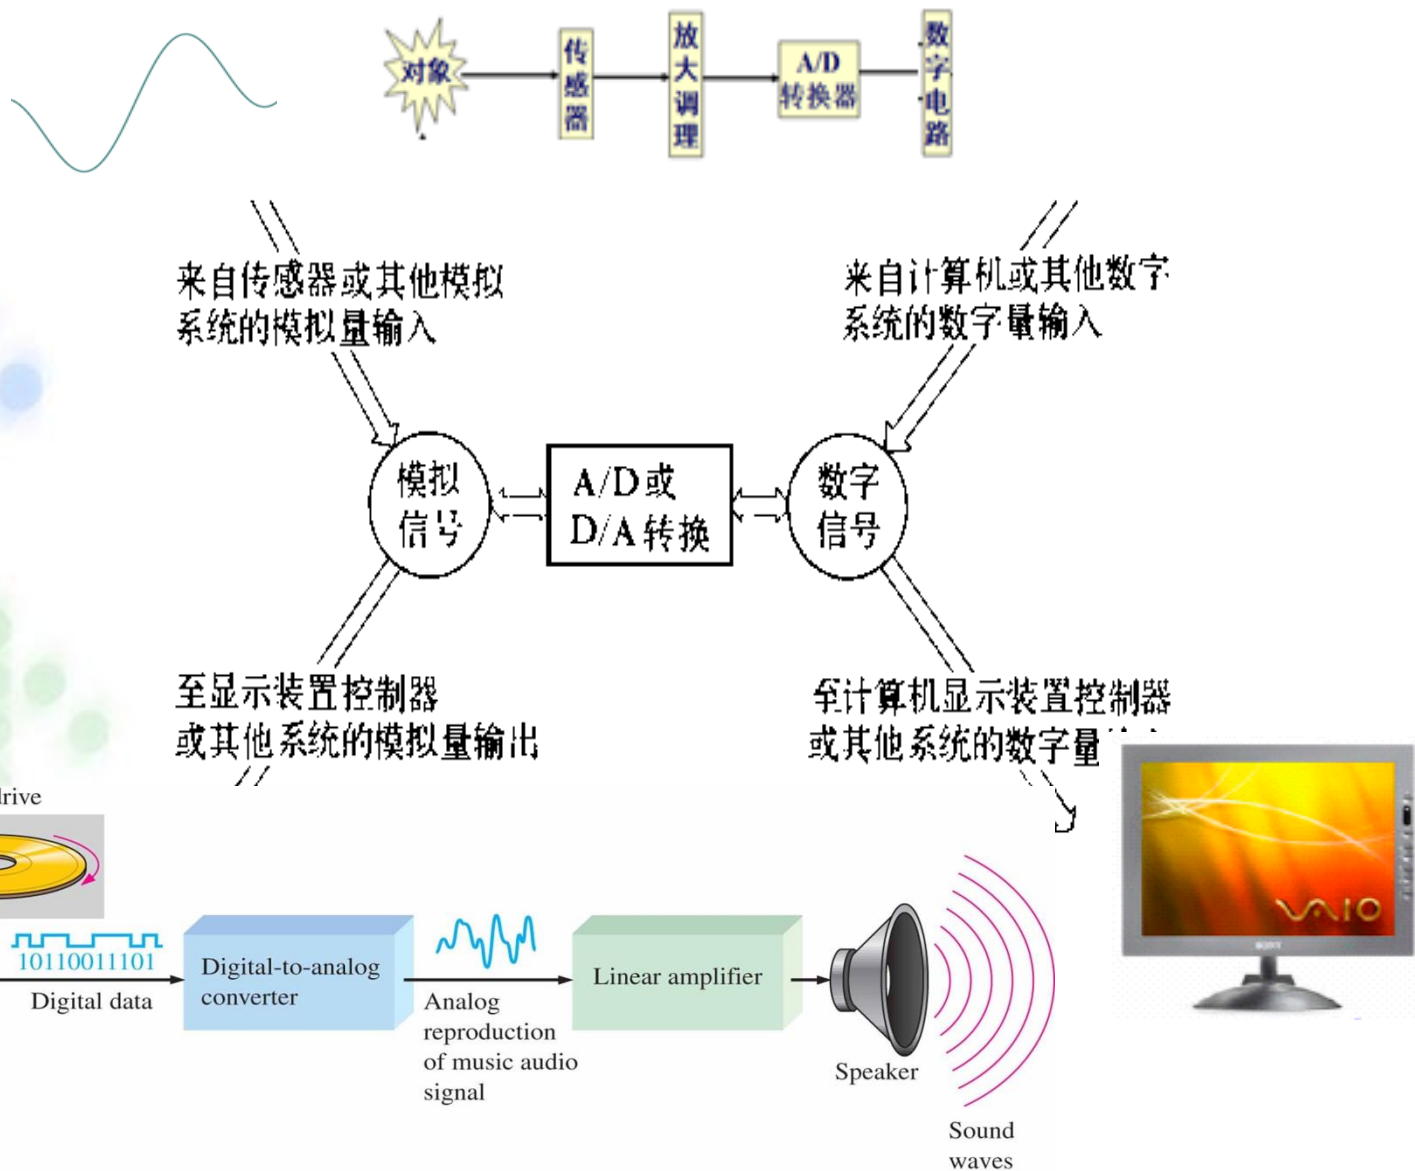 对象
传感器
放大调理
A/D
转换器
数字电路
来自传感器或其他模拟
系统的模拟量输入
来自计算机或其他数字
系统的数字量输入
模拟
信号
A/D或
D/A转换
数字
信号
至显示装置控制器
或其他系统的模拟量输出
至计算机显示装置控制器
或其他系统的数字量
drive
10110011101
Digital data
Digital-to-analog
converter
Analog
reproduction
of music audio
signal
Linear amplifier
Speaker
Sound
waves
VAIO
SONY